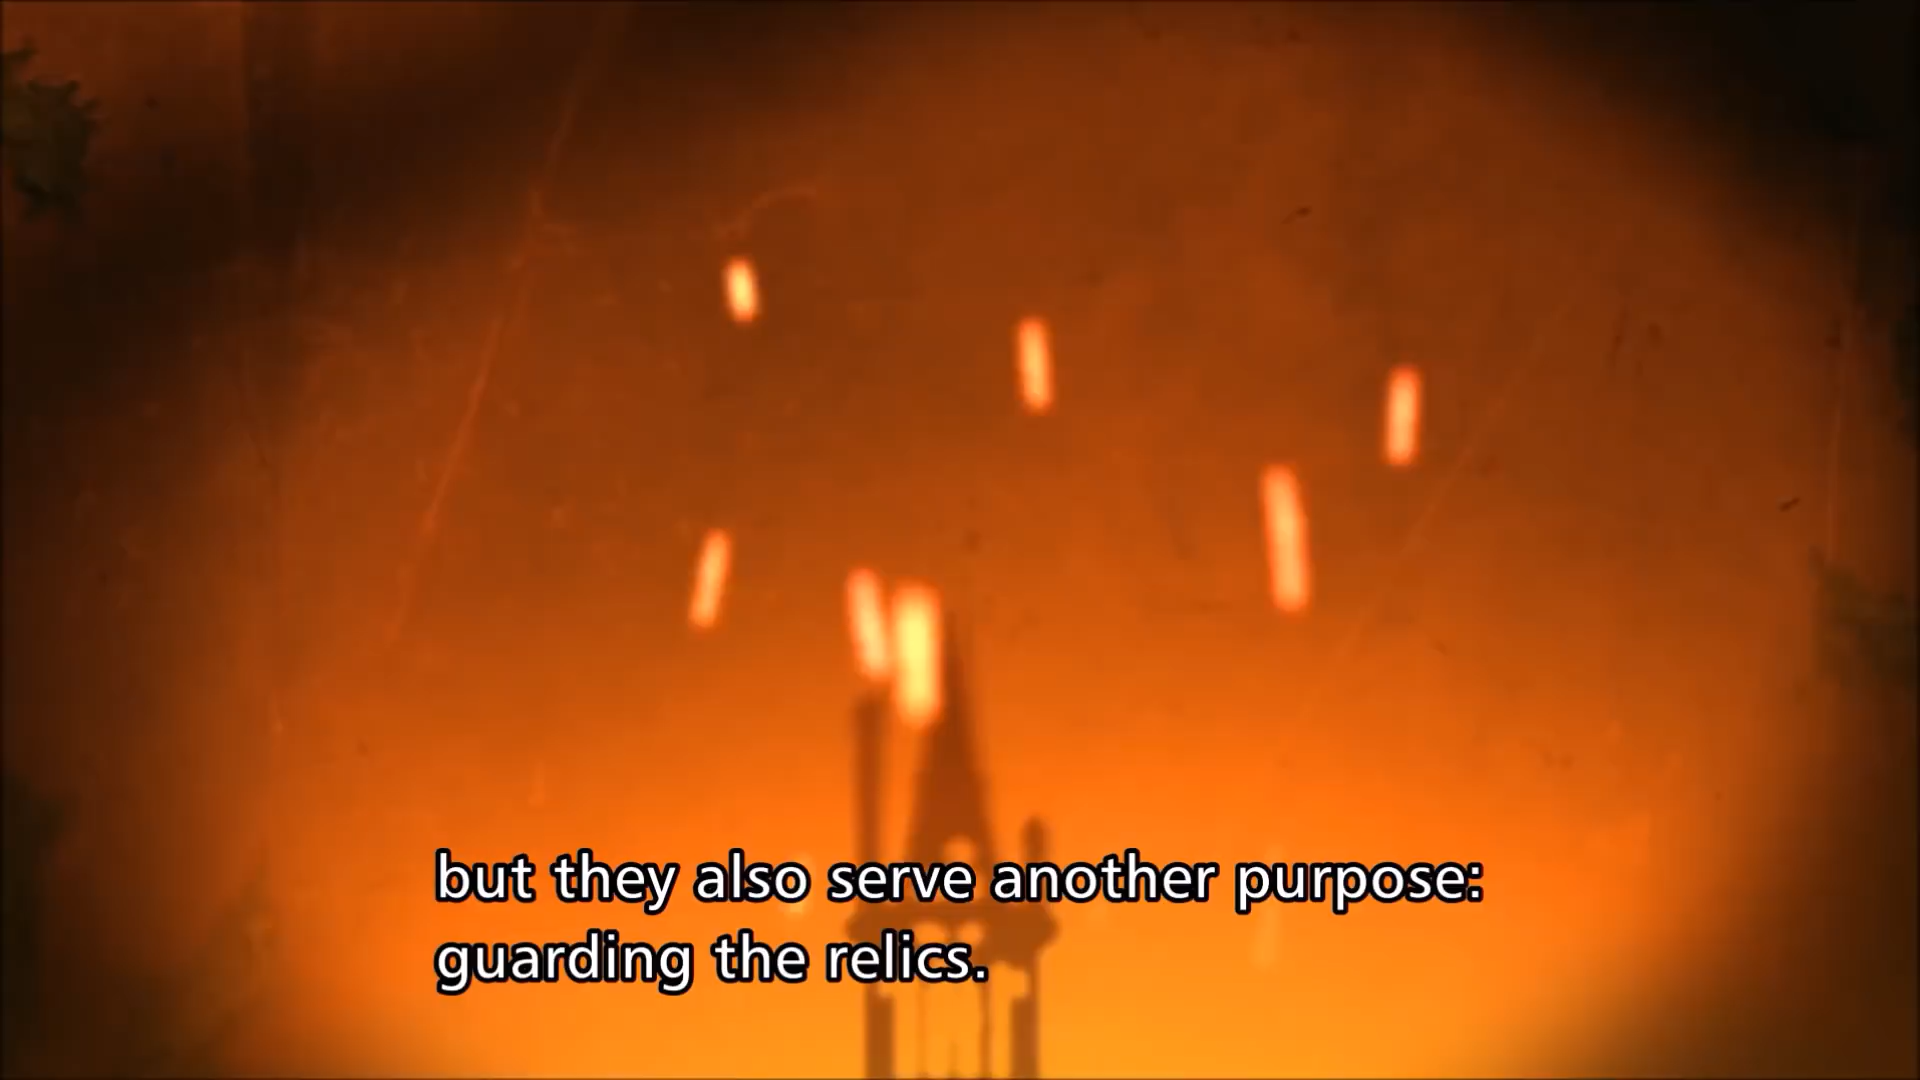 but they also serve another purpose:
guarding the relics.